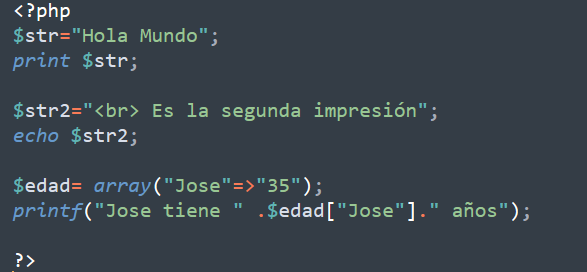 <?php
$str="Hola Mundo";
print $str;
$str2="<br> Es la segunda impresión";
echo $str2;
$edad= array("Jose"=>"35");
printf("Jose tiene " .$edad["Jose"]." años");
?>